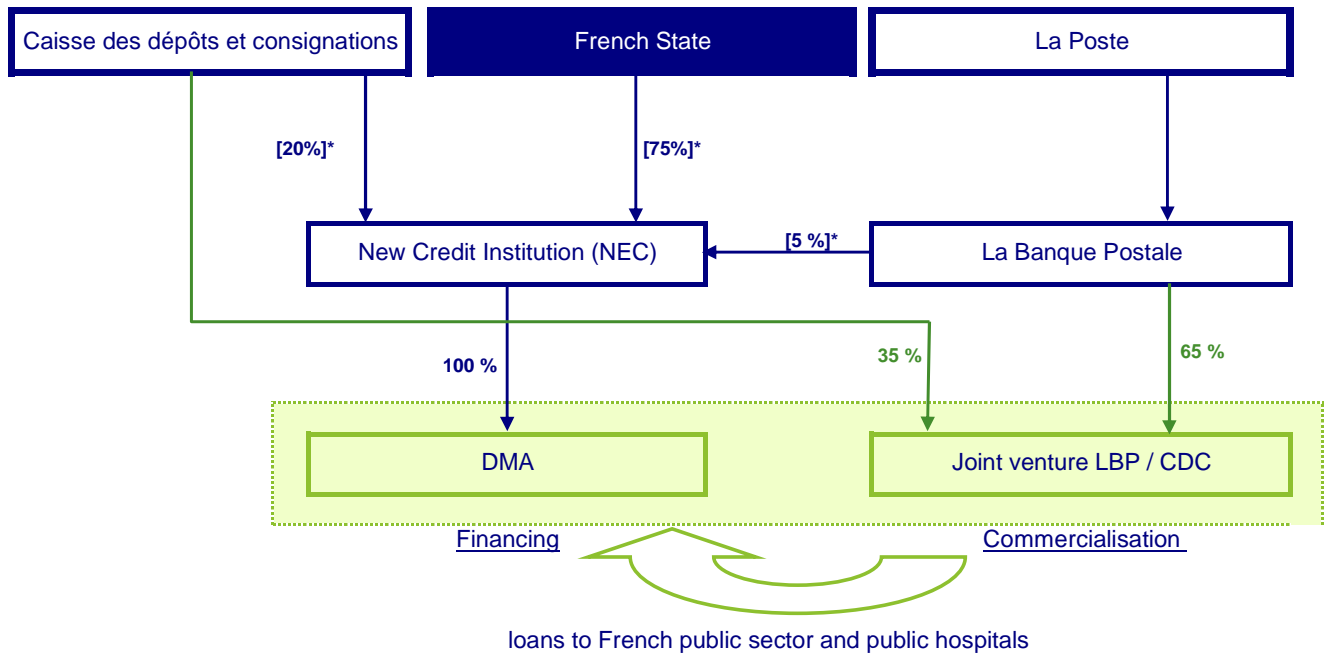 Caisse des dépôts et consignations
French State
La Poste
[20%]*
[75%]*
New Credit Institution (NEC)
[5 %]*
La Banque Postale
100 %
35 %
65 %
DMA
Joint venture LBP / CDC
Financing
Commercialisation
loans to French public sector and public hospitals